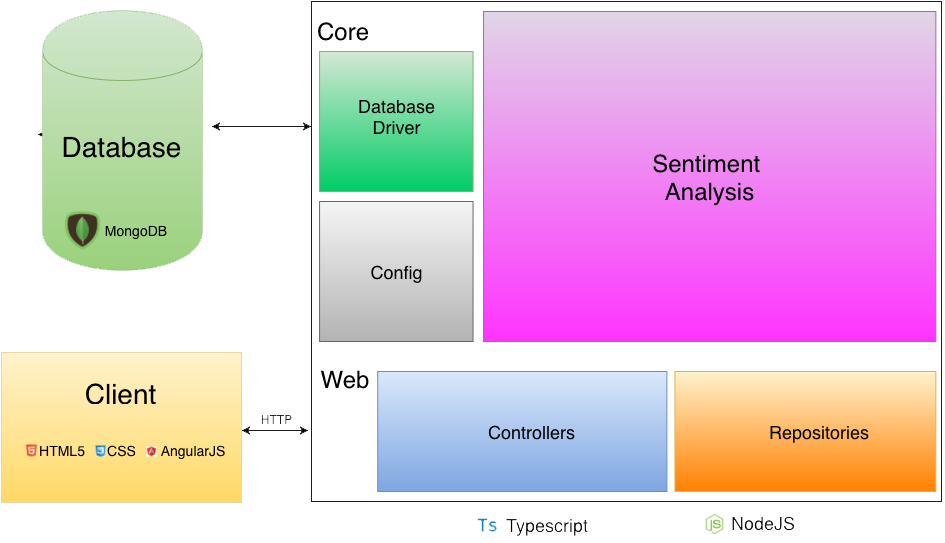 Core
Database
Driver
Sentiment
Analysis
Database
MongoDB
Config
Client
HTML5 CSS AngularJS
HTTP
Web
Controllers
Repositories
Ts Typescript
JS NodeJS